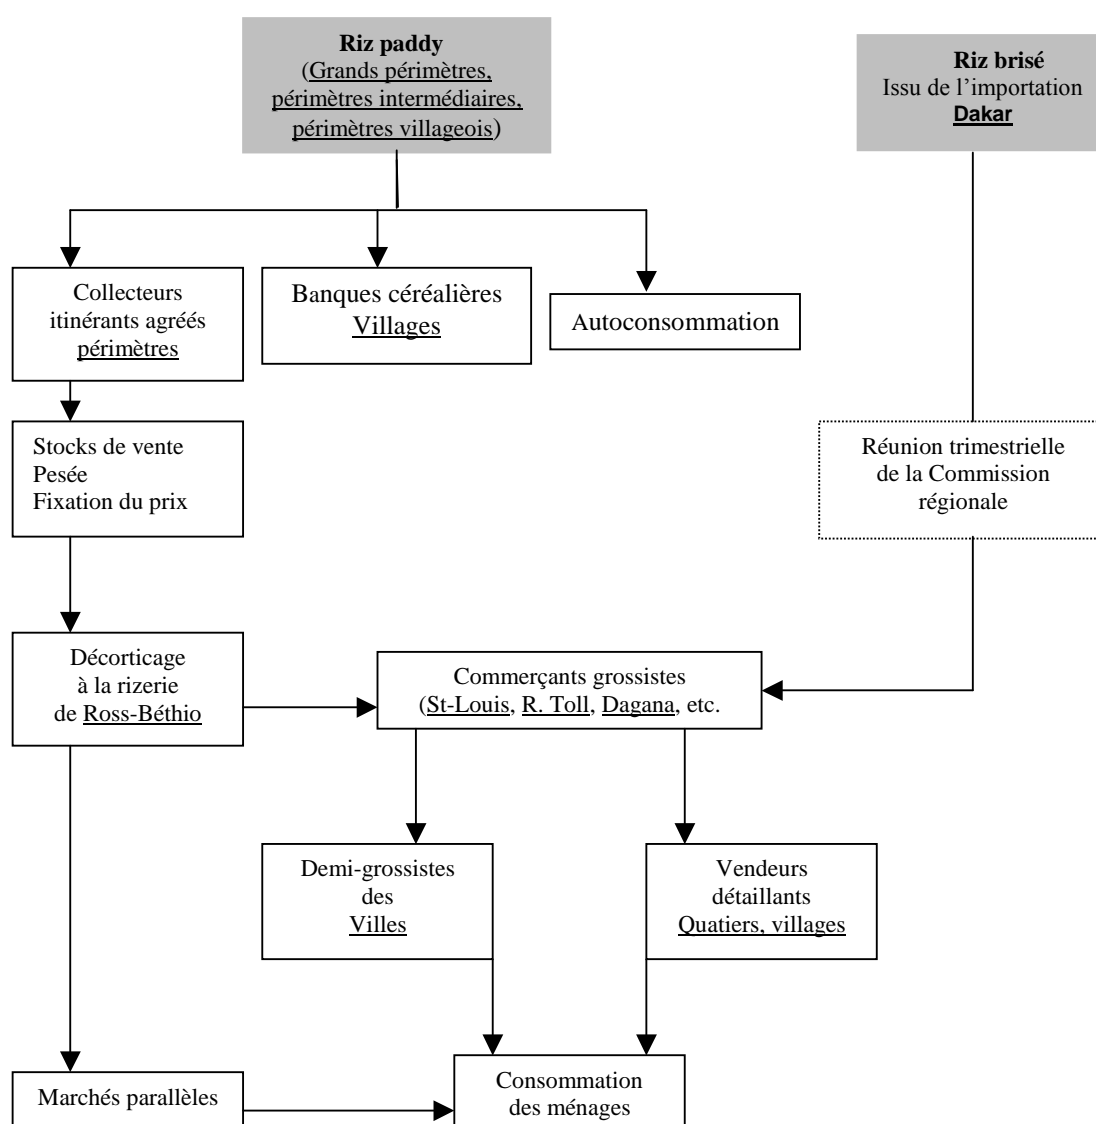 Riz paddy
(Grands périmètres,
périmètres intermédiaires,
périmètres villageois)
Riz brisé
Issu de l'importation
Dakar
Collecteurs
itinérants agréés
périmètres
Banques céréalières
Villages
Autoconsommation
Stocks de vente
Pesée
Fixation du prix
Réunion trimestrielle
de la Commission
régionale
Décorticage
à la rizerie
de Ross-Béthio
Commerçants grossistes
(St-Louis, R. Toll, Dagana, etc.
Demi-grossistes
des
Villes
Vendeurs
détaillants
Quatiers, villages
Marchés parallèles
Consommation
des ménages